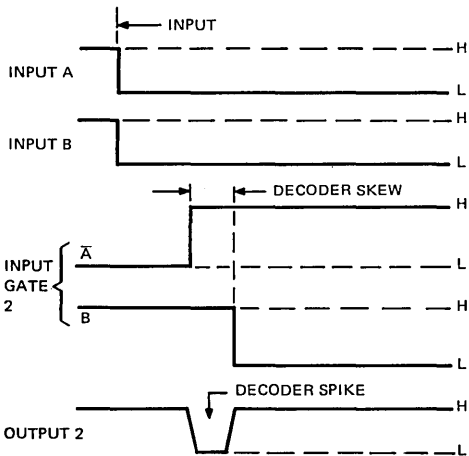 INPUT
H
INPUT A
L
H
INPUT B
L
DECODER SKEW
H
A̅
L
INPUT
GATE
2
H
B
L
DECODER SPIKE
H
OUTPUT 2
L